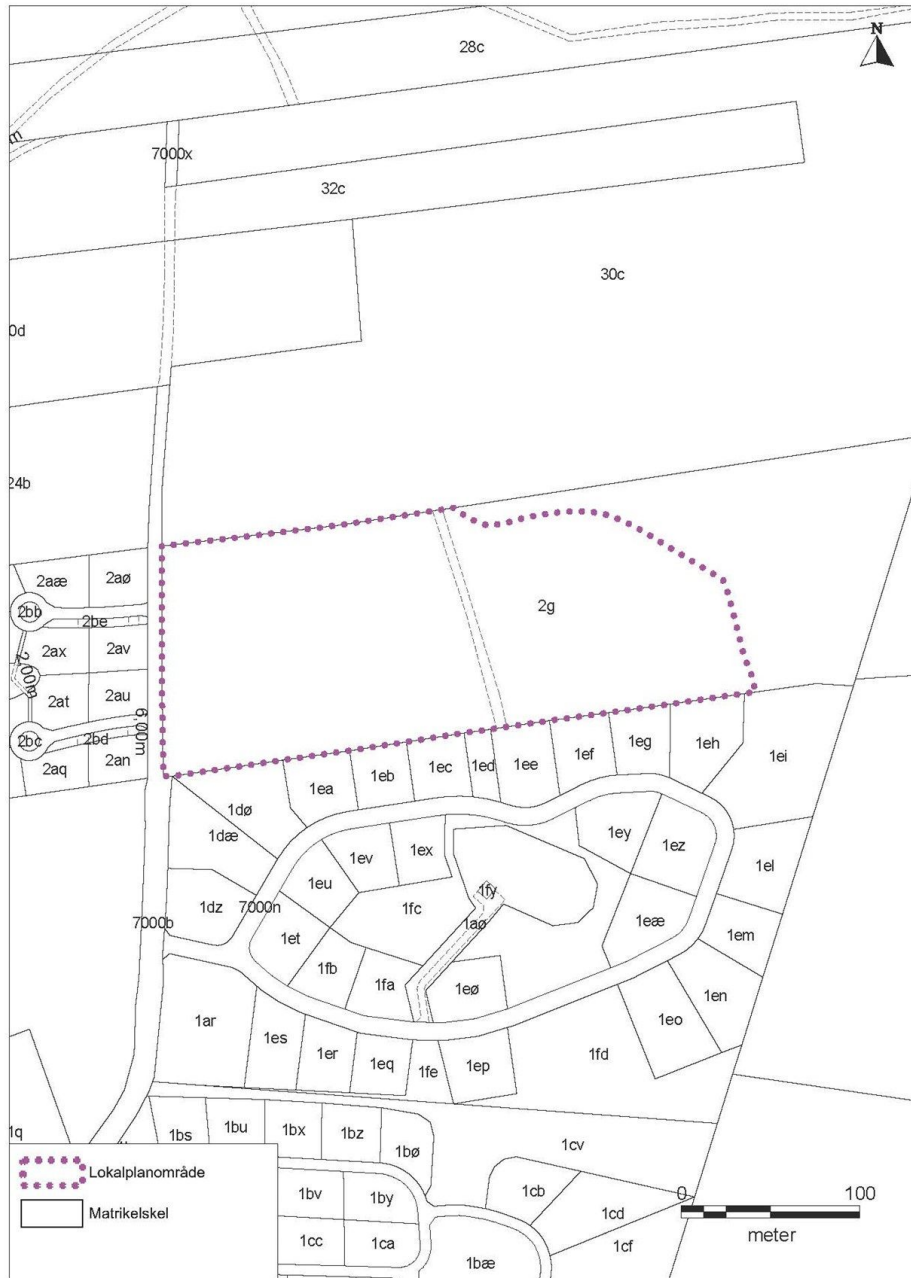 28c
N
7000x
32c
30c
0d
24b
2aæ
2aø
2bb
2be
2g
2ax
2av
2,00m
2at
2au
6,00m
2bc
2bd
2aq
2an
1dø
1ea
1eb
1ec
1ed
1ee
1ef
1eg
1eh
1ei
1dæ
1ev
1ex
1ey
1ez
1eu
1el
1fy
1dz
7000n
1fc
7000b
1aø
1eæ
1et
1em
1fb
1fa
1eø
1en
1ar
1eo
1es
1er
1eq
1fe
1ep
1fd
1q
1bs
1bu
1bx
1bz
1bø
1cv
Lokalplanområde
1bv
1by
1cb
0 100
Matrikelskel
1cc
1ca
1cd
meter
1bæ
1cf